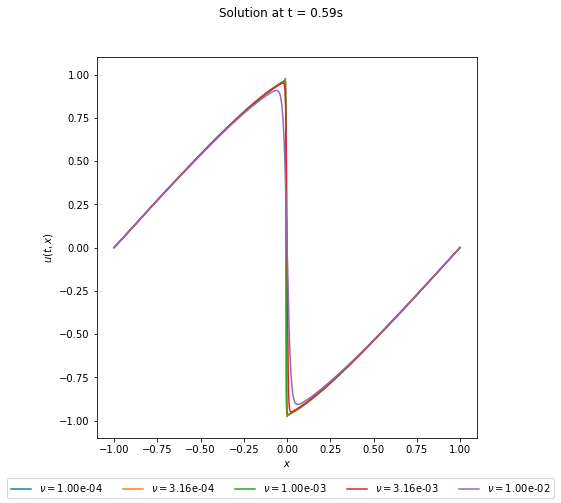 Solution at t = 0.59s
1.00
0.75
0.50
0.25
0.00
−0.25
−0.50
−0.75
−1.00
u(t, x)
−1.00 −0.75 −0.50 −0.25 0.00 0.25 0.50 0.75 1.00
x
ν = 1.00e-04 ν = 3.16e-04 ν = 1.00e-03 ν = 3.16e-03 ν = 1.00e-02